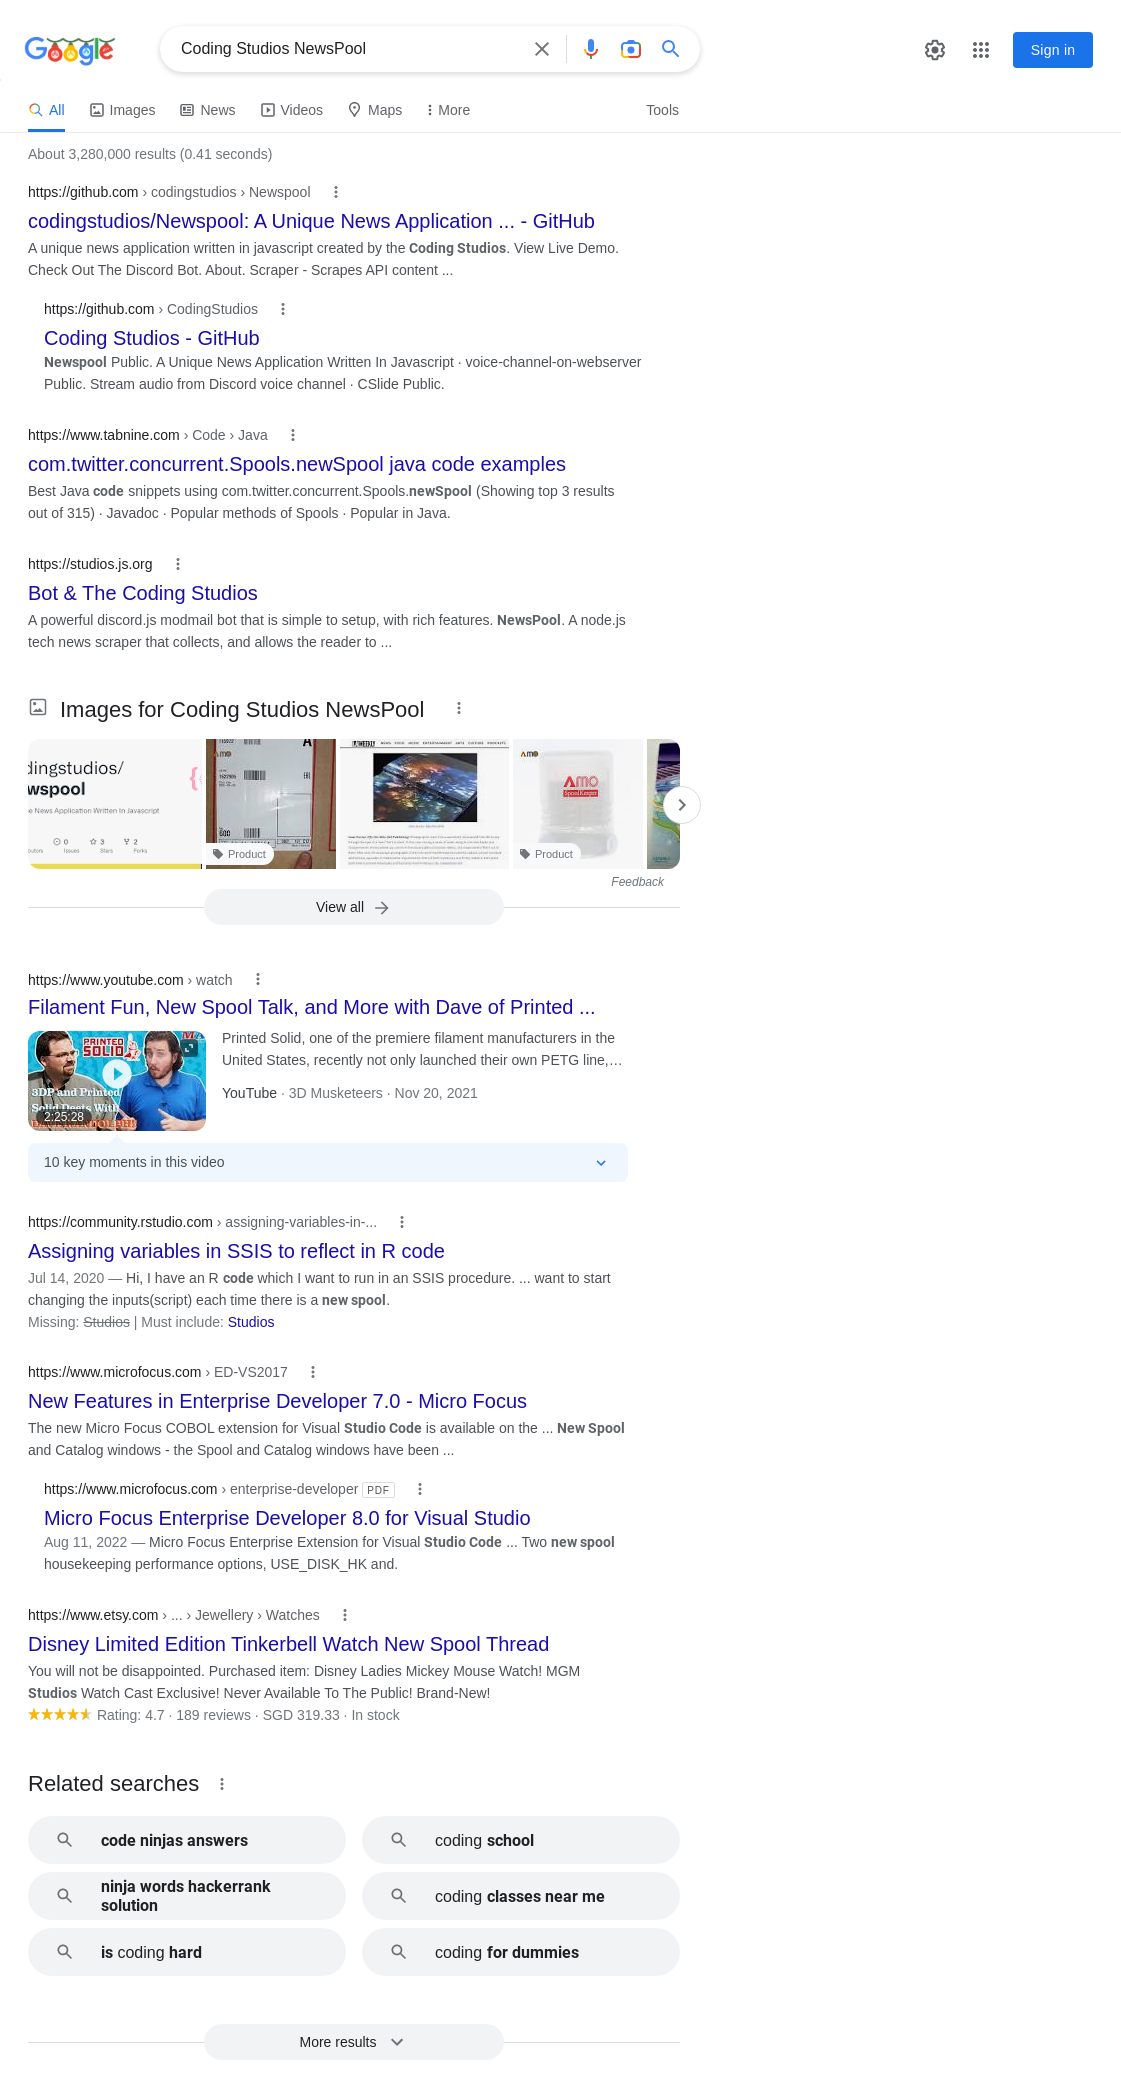 Google
Coding Studios NewsPool
Sign in
All
Images
News
Videos
Maps
More
Tools
About 3,280,000 results (0.41 seconds)
https://github.com › codingstudios › Newspool
codingstudios/Newspool: A Unique News Application ... - GitHub
A unique news application written in javascript created by the Coding Studios. View Live Demo.
Check Out The Discord Bot. About. Scraper - Scrapes API content ...
https://github.com › CodingStudios
Coding Studios - GitHub
Newspool Public. A Unique News Application Written In Javascript · voice-channel-on-webserver
Public. Stream audio from Discord voice channel · CSlide Public.
https://www.tabnine.com › Code › Java
com.twitter.concurrent.Spools.newSpool java code examples
Best Java code snippets using com.twitter.concurrent.Spools.newSpool (Showing top 3 results
out of 315) · Javadoc · Popular methods of Spools · Popular in Java.
https://studios.js.org
Bot & The Coding Studios
A powerful discord.js modmail bot that is simple to setup, with rich features. NewsPool. A node.js
tech news scraper that collects, and allows the reader to ...
Images for Coding Studios NewsPool
dingstudios/
wspool
e News Application Written In Javascript
0
Issues
3
Stars
2
Forks
AMO
A
Product
AMO
AMO
SpoolKeeper
Product
Feedback
View all
https://www.youtube.com › watch
Filament Fun, New Spool Talk, and More with Dave of Printed ...
PRINTED
SOLID
3DP and Printed
Solid Deets With
2:25:28
Printed Solid, one of the premiere filament manufacturers in the
United States, recently not only launched their own PETG line,…
YouTube · 3D Musketeers · Nov 20, 2021
10 key moments in this video
https://community.rstudio.com › assigning-variables-in-...
Assigning variables in SSIS to reflect in R code
Jul 14, 2020 — Hi, I have an R code which I want to run in an SSIS procedure. ... want to start
changing the inputs(script) each time there is a new spool.
Missing: Studios | Must include: Studios
https://www.microfocus.com › ED-VS2017
New Features in Enterprise Developer 7.0 - Micro Focus
The new Micro Focus COBOL extension for Visual Studio Code is available on the ... New Spool
and Catalog windows - the Spool and Catalog windows have been ...
https://www.microfocus.com › enterprise-developer PDF
Micro Focus Enterprise Developer 8.0 for Visual Studio
Aug 11, 2022 — Micro Focus Enterprise Extension for Visual Studio Code ... Two new spool
housekeeping performance options, USE_DISK_HK and.
https://www.etsy.com › ... › Jewellery › Watches
Disney Limited Edition Tinkerbell Watch New Spool Thread
You will not be disappointed. Purchased item: Disney Ladies Mickey Mouse Watch! MGM
Studios Watch Cast Exclusive! Never Available To The Public! Brand-New!
Rating: 4.7 · 189 reviews · SGD 319.33 · In stock
Related searches
code ninjas answers
coding school
ninja words hackerrank
solution
coding classes near me
is coding hard
coding for dummies
More results